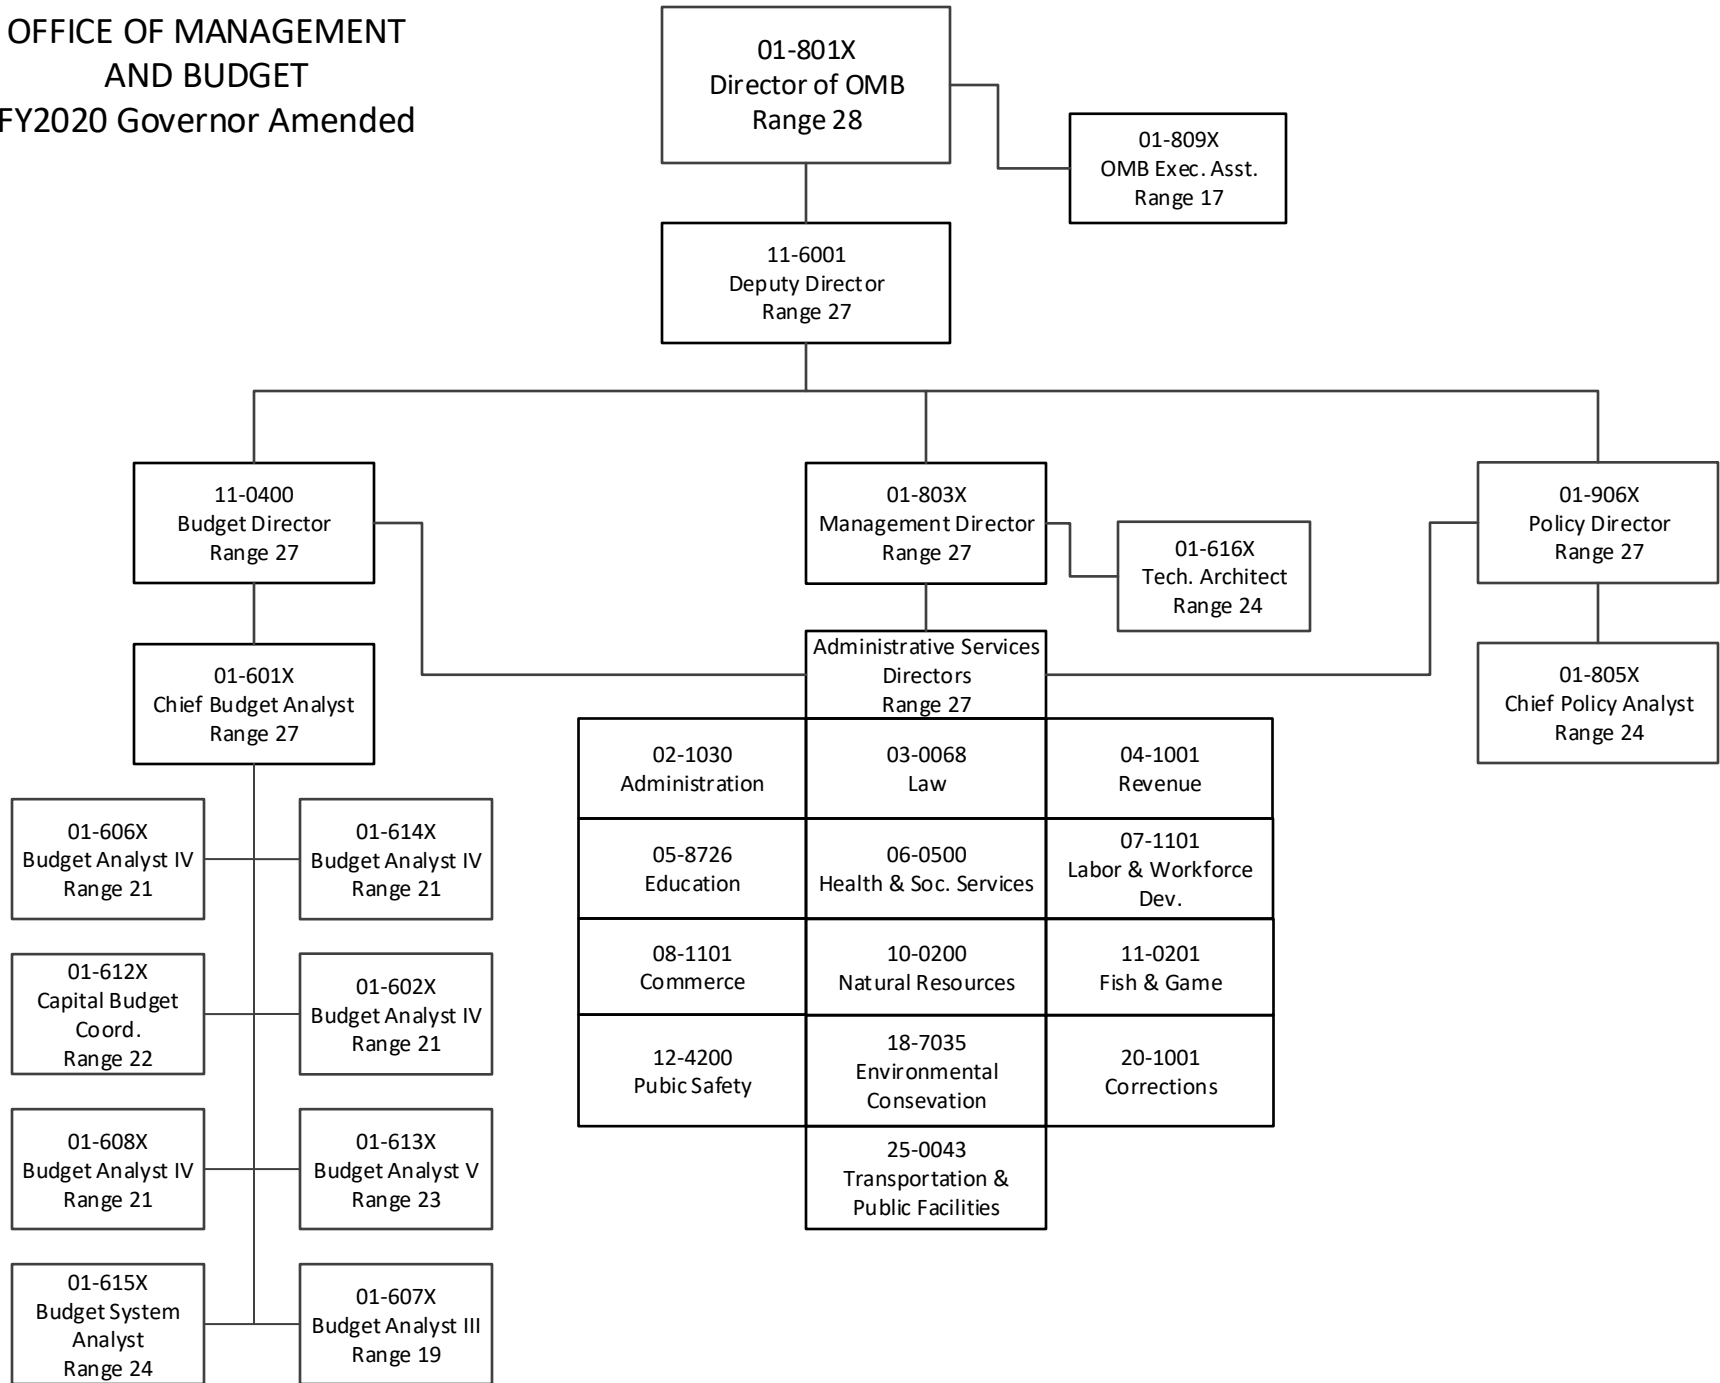 OFFICE OF MANAGEMENT
AND BUDGET
FY2020 Governor Amended
01-801X
Director of OMB
Range 28
01-809X
OMB Exec. Asst.
Range 17
11-6001
Deputy Director
Range 27
11-0400
Budget Director
Range 27
01-803X
Management Director
Range 27
01-616X
Tech. Architect
Range 24
01-906X
Policy Director
Range 27
01-601X
Chief Budget Analyst
Range 27
Administrative Services
Directors
Range 27
01-805X
Chief Policy Analyst
Range 24
02-1030
Administration
03-0068
Law
04-1001
Revenue
05-8726
Education
06-0500
Health & Soc. Services
07-1101
Labor & Workforce
Dev.
08-1101
Commerce
10-0200
Natural Resources
11-0201
Fish & Game
12-4200
Pubic Safety
18-7035
Environmental
Consevation
20-1001
Corrections
25-0043
Transportation &
Public Facilities
01-606X
Budget Analyst IV
Range 21
01-614X
Budget Analyst IV
Range 21
01-612X
Capital Budget
Coord.
Range 22
01-602X
Budget Analyst IV
Range 21
01-608X
Budget Analyst IV
Range 21
01-613X
Budget Analyst V
Range 23
01-615X
Budget System
Analyst
Range 24
01-607X
Budget Analyst III
Range 19